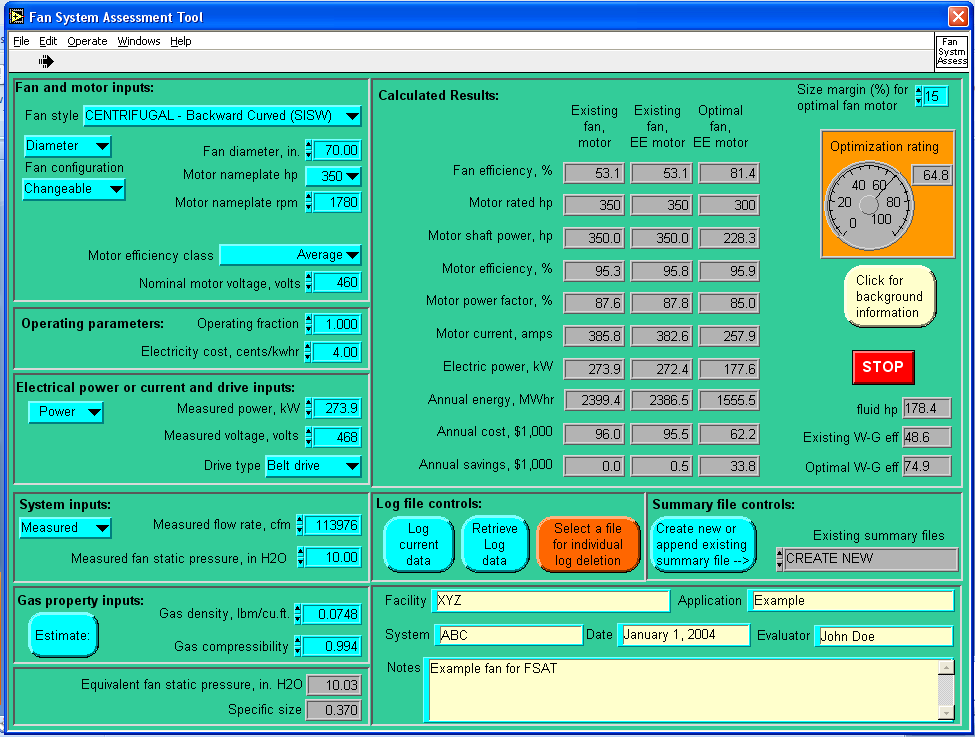 Fan System Assessment Tool
File Edit Operate Windows Help
Fan
Systm
Assess
Fan and motor inputs:
Fan style CENTRIFUGAL - Backward Curved (SISW)
Diameter
Fan diameter, in. 70.00
Fan configuration
Motor nameplate hp 350
Changeable
Motor nameplate rpm 1780
Motor efficiency class Average
Nominal motor voltage, volts 460
Operating parameters: Operating fraction 1.000
Electricity cost, cents/kwhr 4.00
Electrical power or current and drive inputs:
Power Measured power, kW 273.9
Measured voltage, volts 468
Drive type Belt drive
System inputs:
Measured Measured flow rate, cfm 113976
Measured fan static pressure, in H2O 10.00
Gas property inputs:
Gas density, lbm/cu.ft. 0.0748
Estimate:
Gas compressibility 0.994
Equivalent fan static pressure, in. H2O 10.03
Specific size 0.370
Calculated Results:
Existing Existing Optimal
fan, fan, fan,
motor EE motor EE motor
Fan efficiency, % 53.1 53.1 81.4
Motor rated hp 350 350 300
Motor shaft power, hp 350.0 350.0 228.3
Motor efficiency, % 95.3 95.8 95.9
Motor power factor, % 87.6 87.8 85.0
Motor current, amps 385.8 382.6 257.9
Electric power, kW 273.9 272.4 177.6
Annual energy, MWhr 2399.4 2386.5 1555.5
Annual cost, $1,000 96.0 95.5 62.2
Annual savings, $1,000 0.0 0.5 33.8
Size margin (%) for
optimal fan motor 15
Optimization rating
64.8
40 60
20 80
0 100
Click for
background
information
STOP
fluid hp 178.4
Existing W-G eff 48.6
Optimal W-G eff 74.9
Log file controls:
Log
current
data
Retrieve
Log
data
Select a file
for individual
log deletion
Summary file controls:
Create new or
append existing
summary file -->
Existing summary files
CREATE NEW
Facility XYZ Application Example
System ABC Date January 1, 2004 Evaluator John Doe
Notes Example fan for FSAT